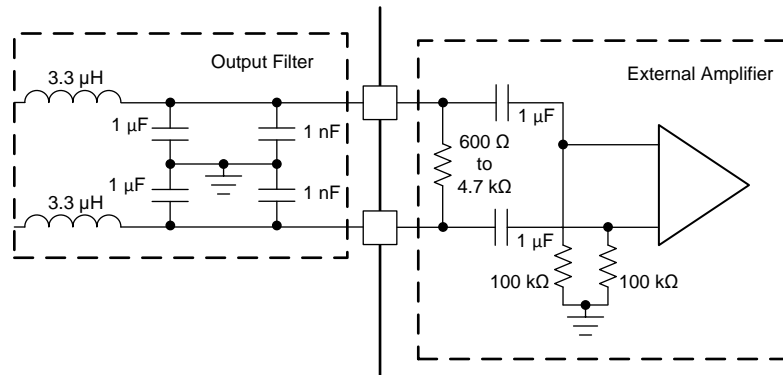 Output Filter
3.3 µH
1 µF
1 nF
1 µF
1 nF
3.3 µH
External Amplifier
1 µF
600 Ω
to
4.7 kΩ
1 µF
100 kΩ
100 kΩ